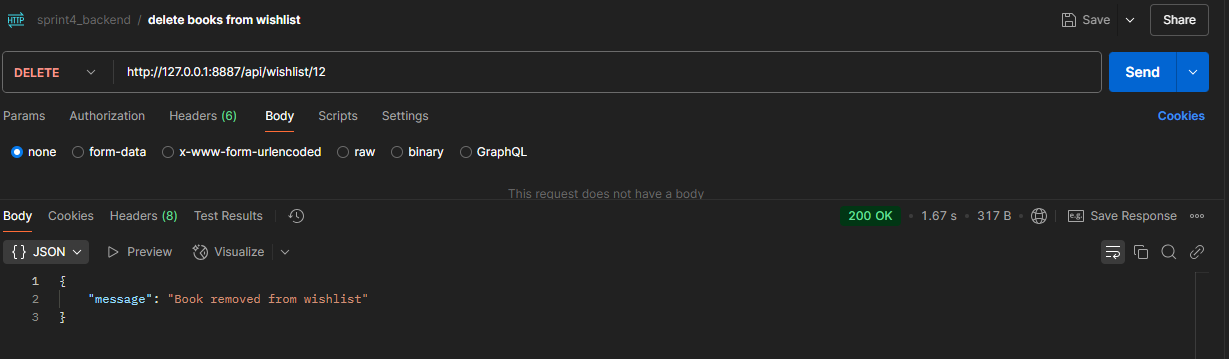 HTTP sprint4_backend / delete books from wishlist Save Share
DELETE http://127.0.0.1:8887/api/wishlist/12 Send
Params Authorization Headers (6) Body Scripts Settings Cookies
none form-data x-www-form-urlencoded raw binary GraphQL
This request does not have a body
Body Cookies Headers (8) Test Results 200 OK • 1.67 s • 317 B • e.g. Save Response
{} JSON Preview Visualize
1 {
2 "message": "Book removed from wishlist"
3 }